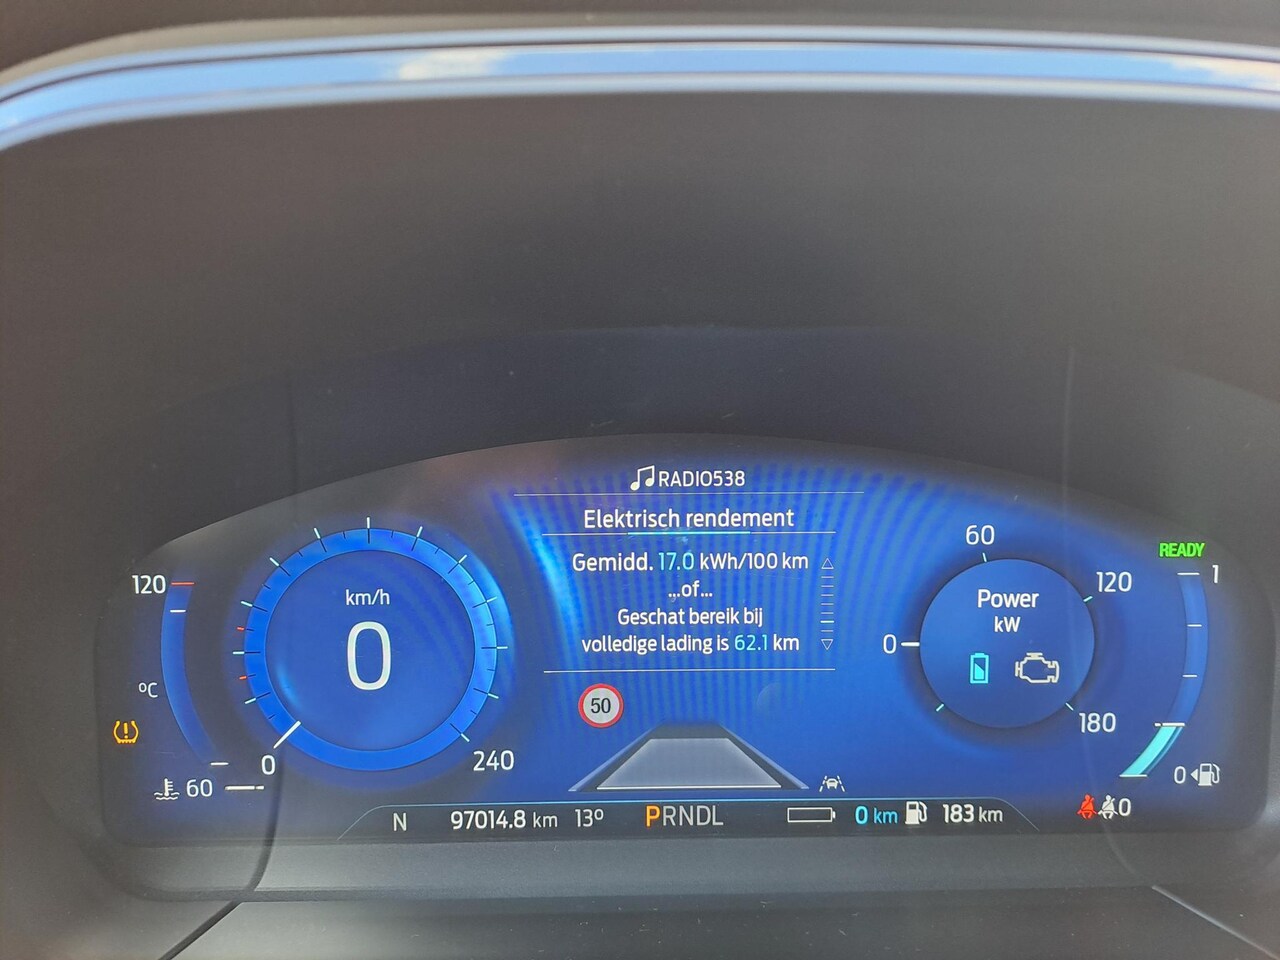 RADIO538
Elektrisch rendement
Gemidd. 17.0 kWh/100 km
...of...
Geschat bereik bij
volledige lading is 62.1 km
120
°C
60
km/h
0
0
240
50
60
120
0
180
Power
kW
READY
1
0
0
N 97014.8 km 13° PRNDL 0 km 183 km